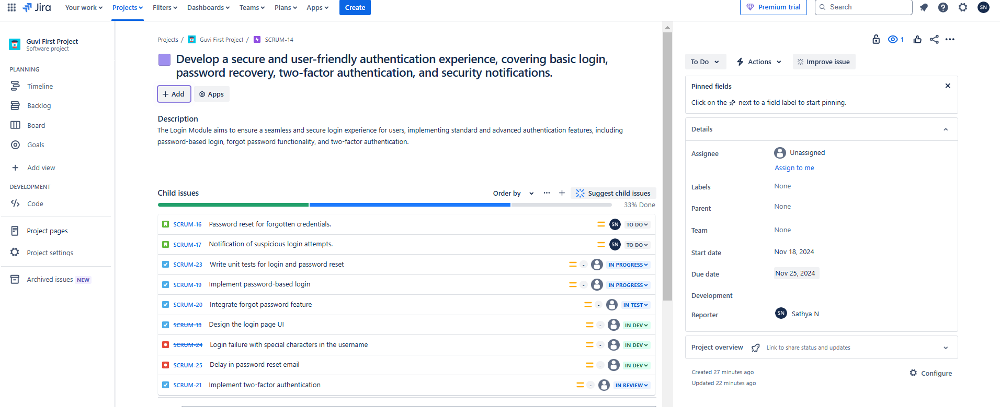 Jira
Your work
Projects
Filters
Dashboards
Teams
Plans
Apps
Create
Premium trial
Search
SN
Guvi First Project
Software project
PLANNING
Timeline
Backlog
Board
Goals
Add view
DEVELOPMENT
Code
Project pages
Project settings
Archived issues NEW
Projects / Guvi First Project / SCRUM-14
Develop a secure and user-friendly authentication experience, covering basic login,
password recovery, two-factor authentication, and security notifications.
+ Add
Apps
Description
The Login Module aims to ensure a seamless and secure login experience for users, implementing standard and advanced authentication features, including
password-based login, forgot password functionality, and two-factor authentication.
Child issues
Order by
Suggest child issues
33% Done
SCRUM-16 Password reset for forgotten credentials. SN TO DO
SCRUM-17 Notification of suspicious login attempts. SN TO DO
SCRUM-23 Write unit tests for login and password reset - IN PROGRESS
SCRUM-19 Implement password-based login - IN PROGRESS
SCRUM-20 Integrate forgot password feature - IN TEST
SCRUM-18 Design the login page UI - IN DEV
SCRUM-24 Login failure with special characters in the username - IN DEV
SCRUM-25 Delay in password reset email - IN DEV
SCRUM-21 Implement two-factor authentication - IN REVIEW
1
To Do
Actions
Improve issue
Pinned fields
Click on the next to a field label to start pinning.
Details
Assignee Unassigned
Assign to me
Labels None
Parent None
Team None
Start date Nov 18, 2024
Due date Nov 25, 2024
Development
Reporter SN Sathya N
Project overview Link to share status and updates
Created 27 minutes ago
Updated 22 minutes ago
Configure